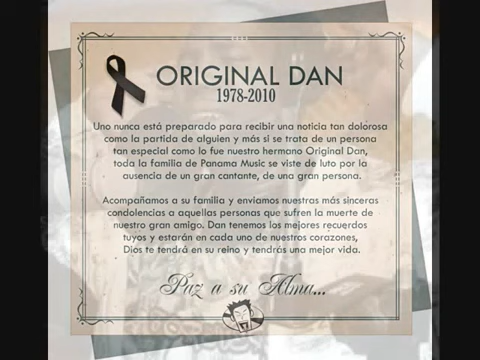 ORIGINAL DAN
1978-2010
Uno nunca está preparado para recibir una noticia tan dolorosa
como la partida de alguien y más si se trata de un persona
tan especial como lo fue nuestro hermano Original Dan,
toda la familia de Panama Music se viste de luto por la
ausencia de un gran cantante, de una gran persona.
Acompañamos a su familia y enviamos nuestras más sinceras
condolencias a aquellas personas que sufren la muerte de
nuestro gran amigo. Dan tenemos los mejores recuerdos
tuyos y estarán en cada uno de nuestros corazones,
Dios te tendrá en su reino y tendrás una mejor vida.
Paz a su Alma...